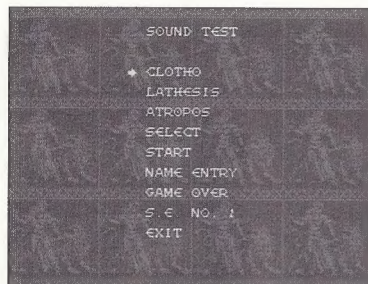 SOUND TEST
CLOTHO
LATHESIS
ATROPOS
SELECT
START
NAME ENTRY
GAME OVER
S.E NO. 1
EXIT